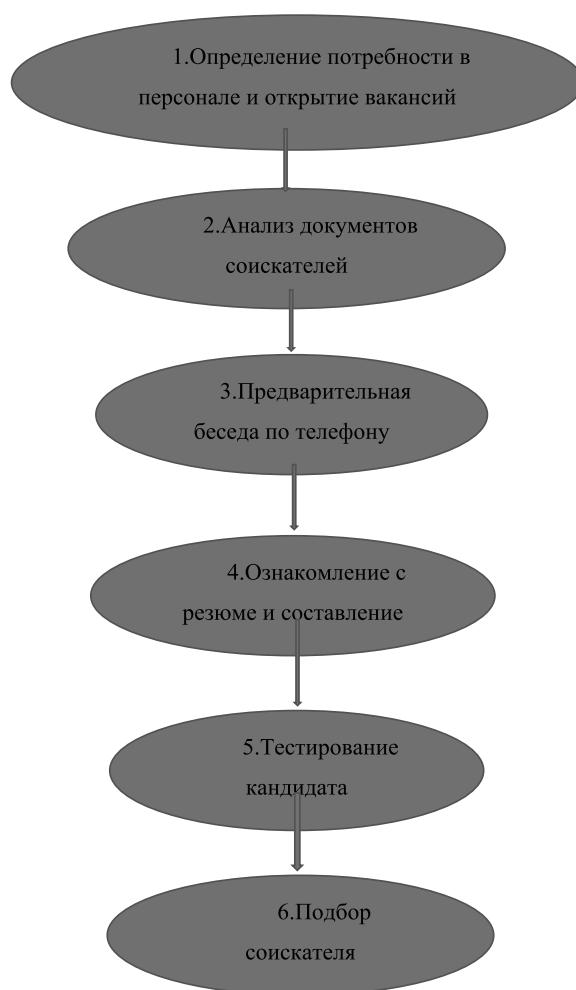 1.Определение потребности в
персонале и открытие вакансий
2.Анализ документов
соискателей
3.Предварительная
беседа по телефону
4.Ознакомление с
резюме и составление
5.Тестирование
кандидата
6.Подбор
соискателя